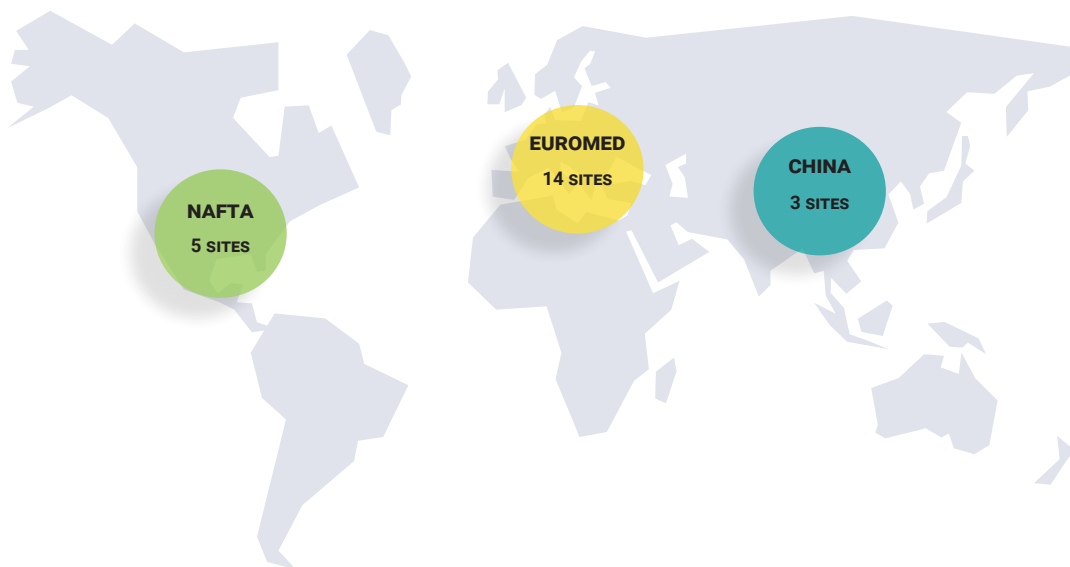 NAFTA
5 SITES
EUROMED
14 SITES
CHINA
3 SITES